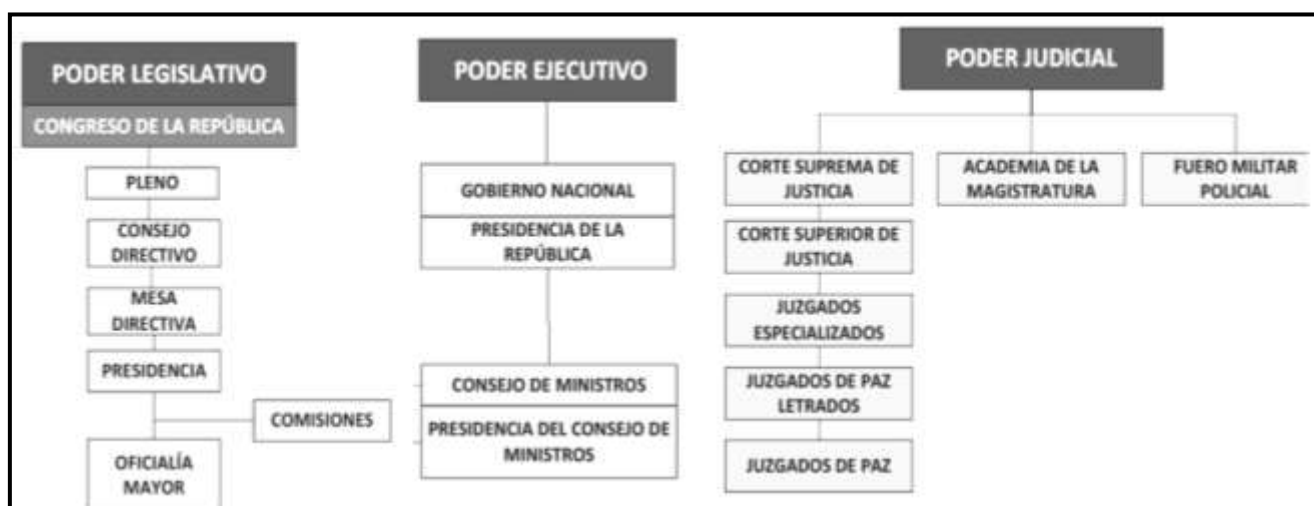 PODER LEGISLATIVO
CONGRESO DE LA REPÚBLICA
PLENO
CONSEJO
DIRECTIVO
MESA
DIRECTIVA
PRESIDENCIA
COMISIONES
OFICIALÍA
MAYOR
PODER EJECUTIVO
GOBIERNO NACIONAL
PRESIDENCIA DE LA
REPÚBLICA
CONSEJO DE MINISTROS
PRESIDENCIA DEL CONSEJO DE
MINISTROS
PODER JUDICIAL
CORTE SUPREMA DE
JUSTICIA
CORTE SUPERIOR DE
JUSTICIA
JUZGADOS
ESPECIALIZADOS
JUZGADOS DE PAZ
LETRADOS
JUZGADOS DE PAZ
ACADEMIA DE LA
MAGISTRATURA
FUERO MILITAR
POLICIAL